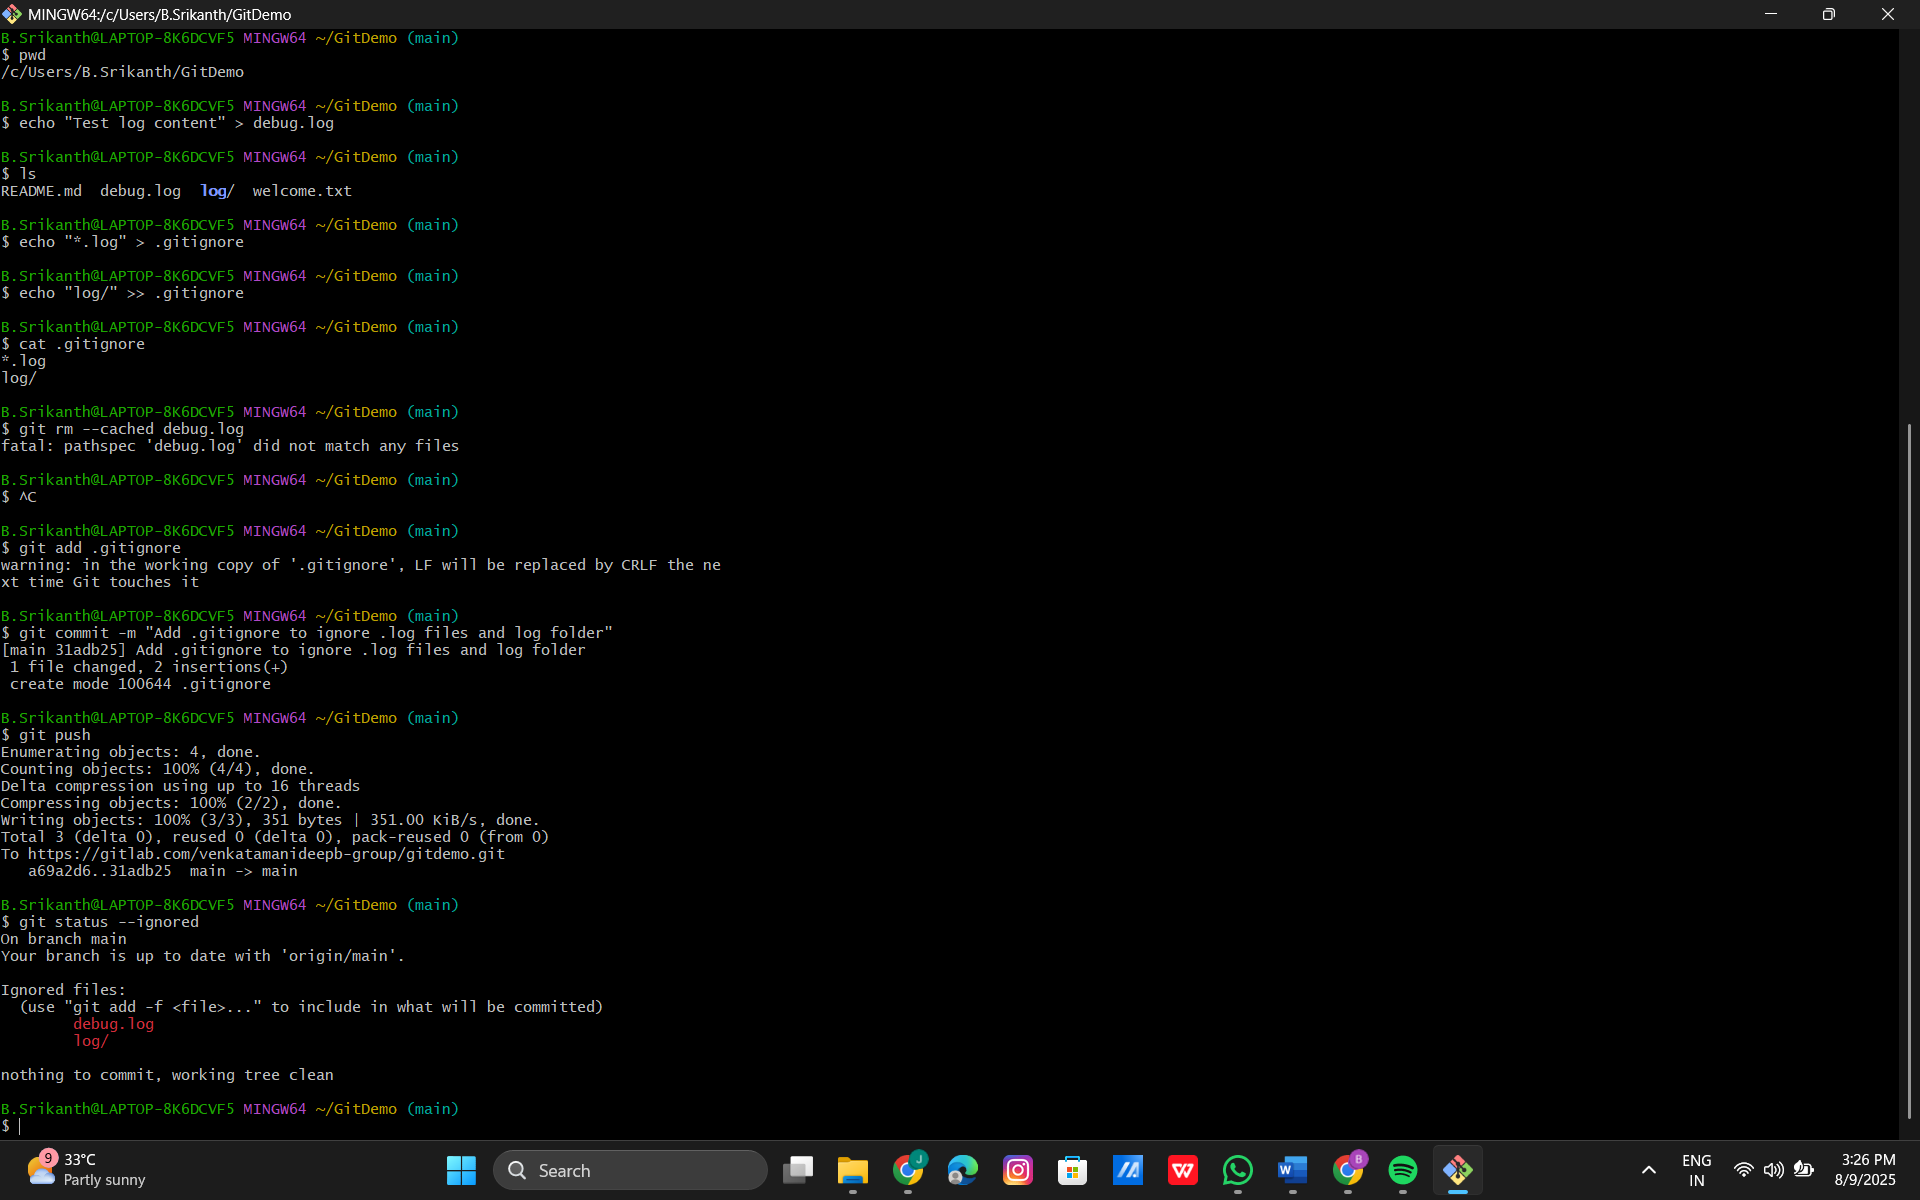 MINGW64:/c/Users/B.Srikanth/GitDemo
B.Srikanth@LAPTOP-8K6DCVF5 MINGW64 ~/GitDemo (main)
$ pwd
/c/Users/B.Srikanth/GitDemo
B.Srikanth@LAPTOP-8K6DCVF5 MINGW64 ~/GitDemo (main)
$ echo "Test log content" > debug.log
B.Srikanth@LAPTOP-8K6DCVF5 MINGW64 ~/GitDemo (main)
$ ls
README.md  debug.log  log/  welcome.txt
B.Srikanth@LAPTOP-8K6DCVF5 MINGW64 ~/GitDemo (main)
$ echo "*.log" > .gitignore
B.Srikanth@LAPTOP-8K6DCVF5 MINGW64 ~/GitDemo (main)
$ echo "log/" >> .gitignore
B.Srikanth@LAPTOP-8K6DCVF5 MINGW64 ~/GitDemo (main)
$ cat .gitignore
*.log
log/
B.Srikanth@LAPTOP-8K6DCVF5 MINGW64 ~/GitDemo (main)
$ git rm --cached debug.log
fatal: pathspec 'debug.log' did not match any files
B.Srikanth@LAPTOP-8K6DCVF5 MINGW64 ~/GitDemo (main)
$ ^C
B.Srikanth@LAPTOP-8K6DCVF5 MINGW64 ~/GitDemo (main)
$ git add .gitignore
warning: in the working copy of '.gitignore', LF will be replaced by CRLF the ne
xt time Git touches it
B.Srikanth@LAPTOP-8K6DCVF5 MINGW64 ~/GitDemo (main)
$ git commit -m "Add .gitignore to ignore .log files and log folder"
[main 31adb25] Add .gitignore to ignore .log files and log folder
1 file changed, 2 insertions(+)
create mode 100644 .gitignore
B.Srikanth@LAPTOP-8K6DCVF5 MINGW64 ~/GitDemo (main)
$ git push
Enumerating objects: 4, done.
Counting objects: 100% (4/4), done.
Delta compression using up to 16 threads
Compressing objects: 100% (2/2), done.
Writing objects: 100% (3/3), 351 bytes | 351.00 KiB/s, done.
Total 3 (delta 0), reused 0 (delta 0), pack-reused 0 (from 0)
To https://gitlab.com/venkatamanideepb-group/gitdemo.git
a69a2d6..31adb25  main -> main
B.Srikanth@LAPTOP-8K6DCVF5 MINGW64 ~/GitDemo (main)
$ git status --ignored
On branch main
Your branch is up to date with 'origin/main'.
Ignored files:
(use "git add -f <file>..." to include in what will be committed)
debug.log
log/
nothing to commit, working tree clean
B.Srikanth@LAPTOP-8K6DCVF5 MINGW64 ~/GitDemo (main)
$
9
33°C
Partly sunny
Search
J
W
W
B
ENG
IN
3:26 PM
8/9/2025